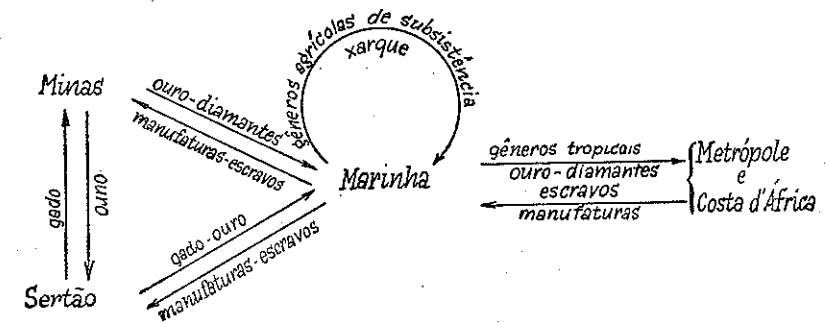 gêneros agrícolas de subsistência
xarque
Minas
ouro-diamantes
manufaturas-escravos
gado
ouro
Marinha
gêneros tropicais
ouro-diamantes
escravos
manufaturas
Metrópole
e
Costa d'África
gado-ouro
manufaturas-escravos
Sertão